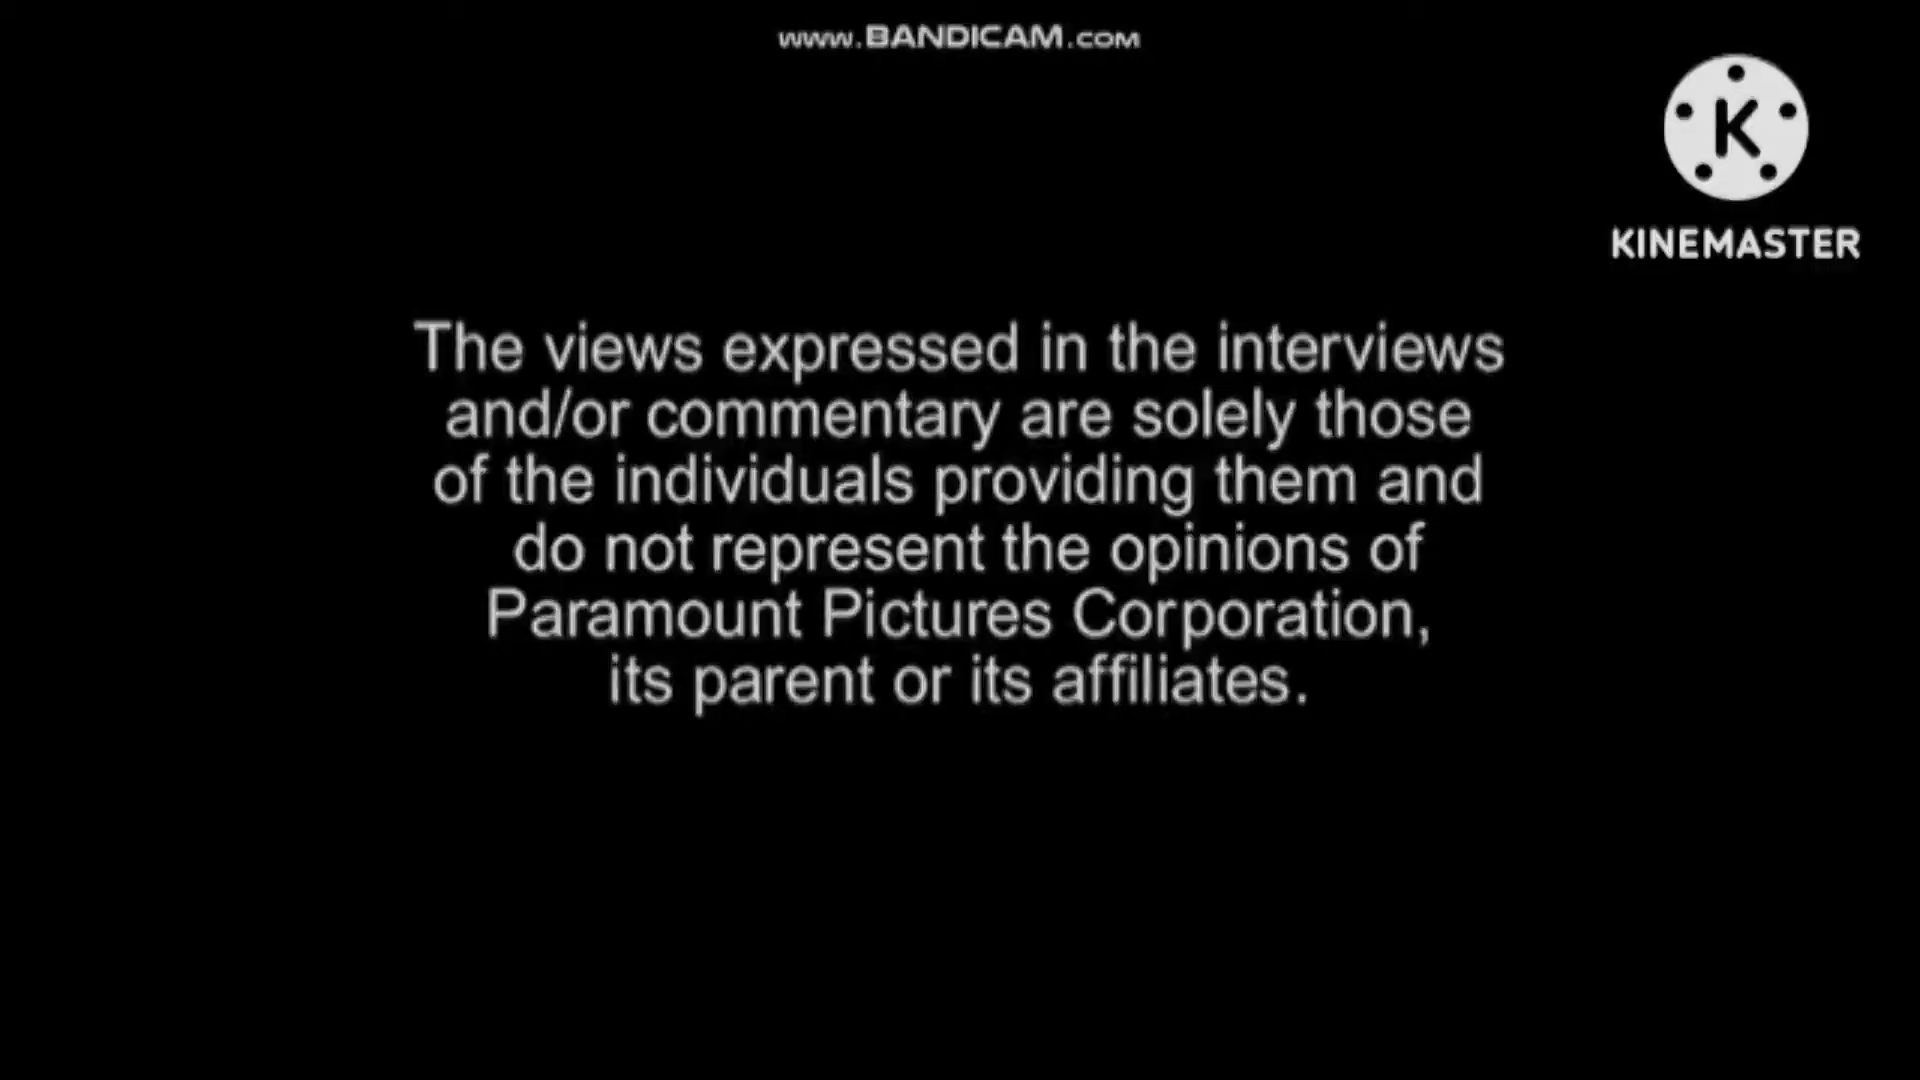 www.BANDICAM.com
K
KINEMASTER
The views expressed in the interviews
and/or commentary are solely those
of the individuals providing them and
do not represent the opinions of
Paramount Pictures Corporation,
its parent or its affiliates.